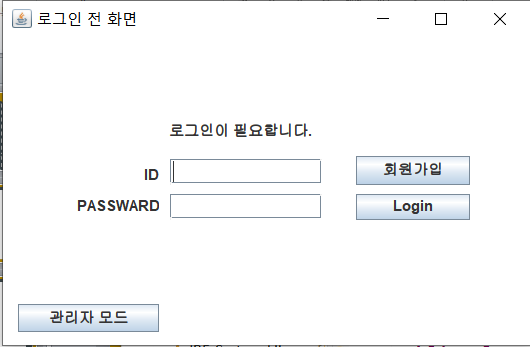 로그인 전 화면
로그인이 필요합니다.
ID
회원가입
PASSWARD
Login
관리자 모드